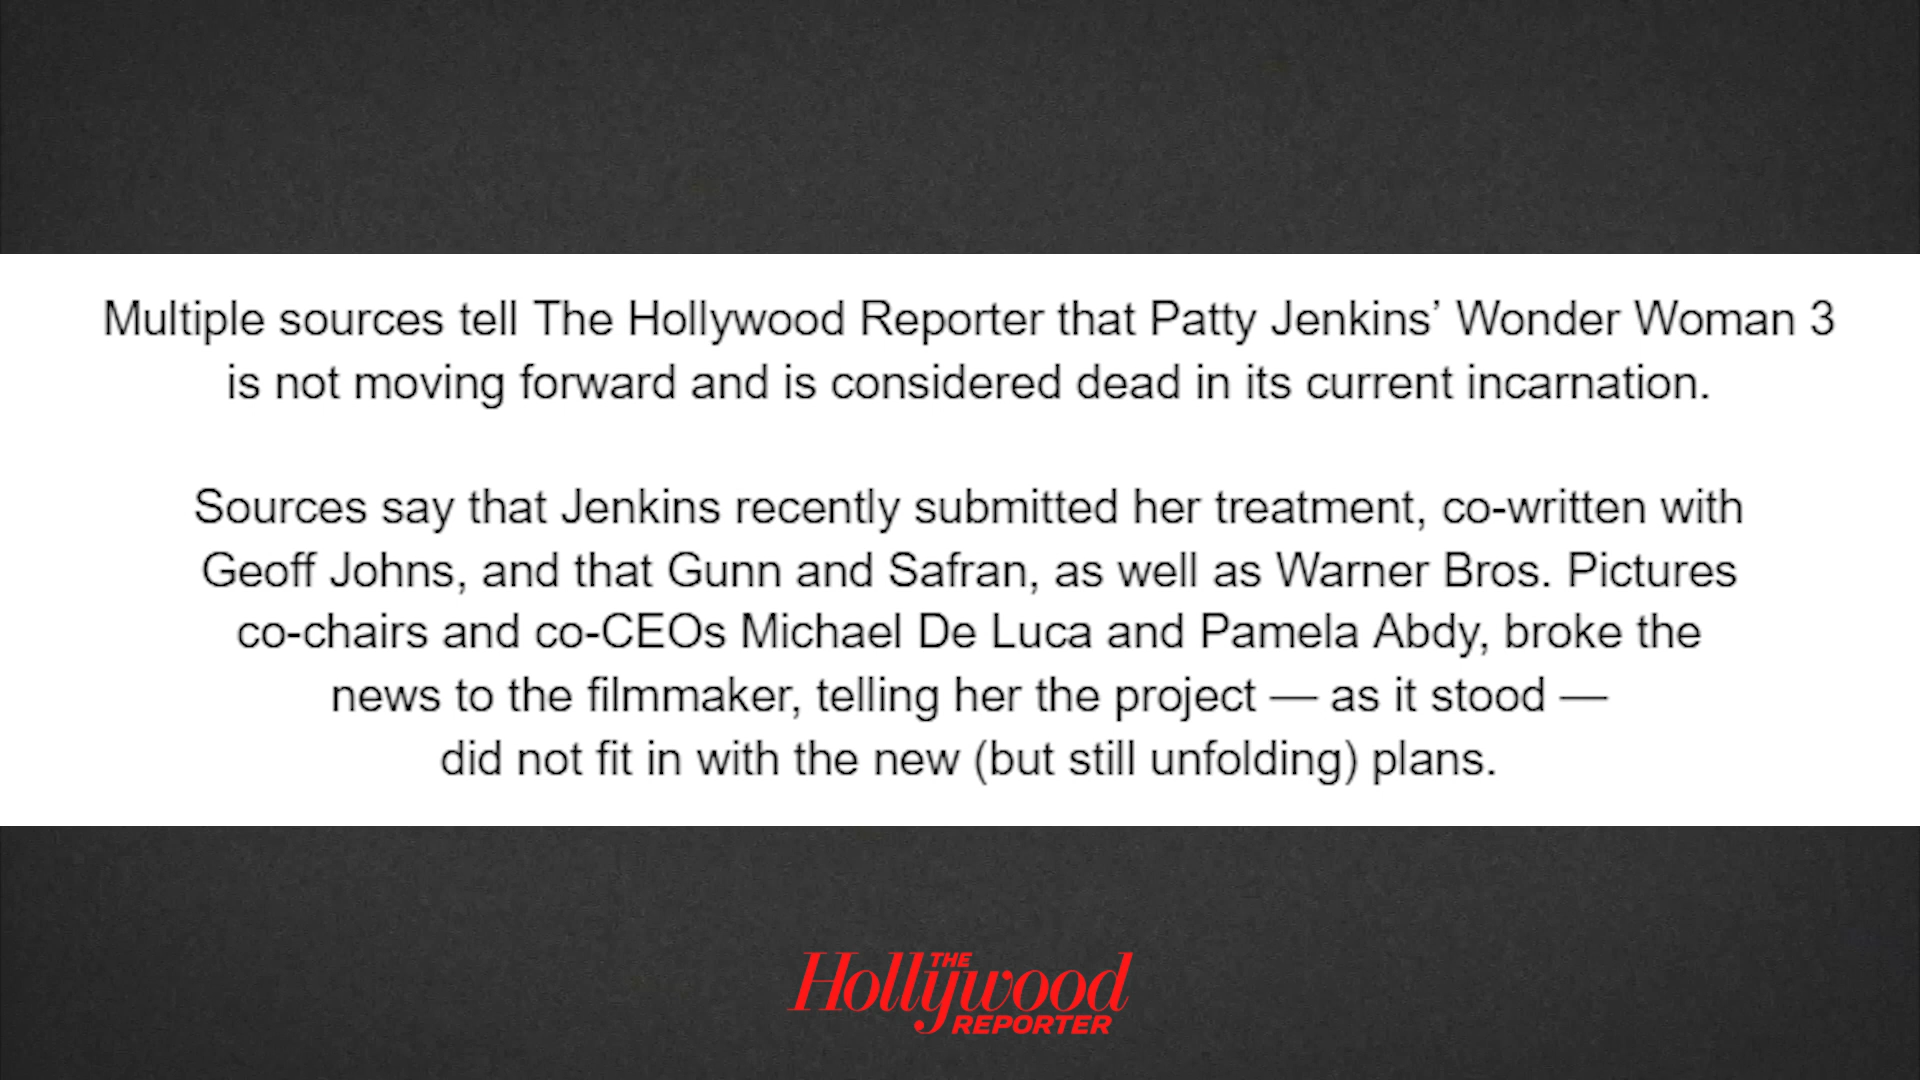 Multiple sources tell The Hollywood Reporter that Patty Jenkins’ Wonder Woman 3
is not moving forward and is considered dead in its current incarnation.
Sources say that Jenkins recently submitted her treatment, co-written with
Geoff Johns, and that Gunn and Safran, as well as Warner Bros. Pictures
co-chairs and co-CEOs Michael De Luca and Pamela Abdy, broke the
news to the filmmaker, telling her the project — as it stood —
did not fit in with the new (but still unfolding) plans.
THE
Hollywood
REPORTER